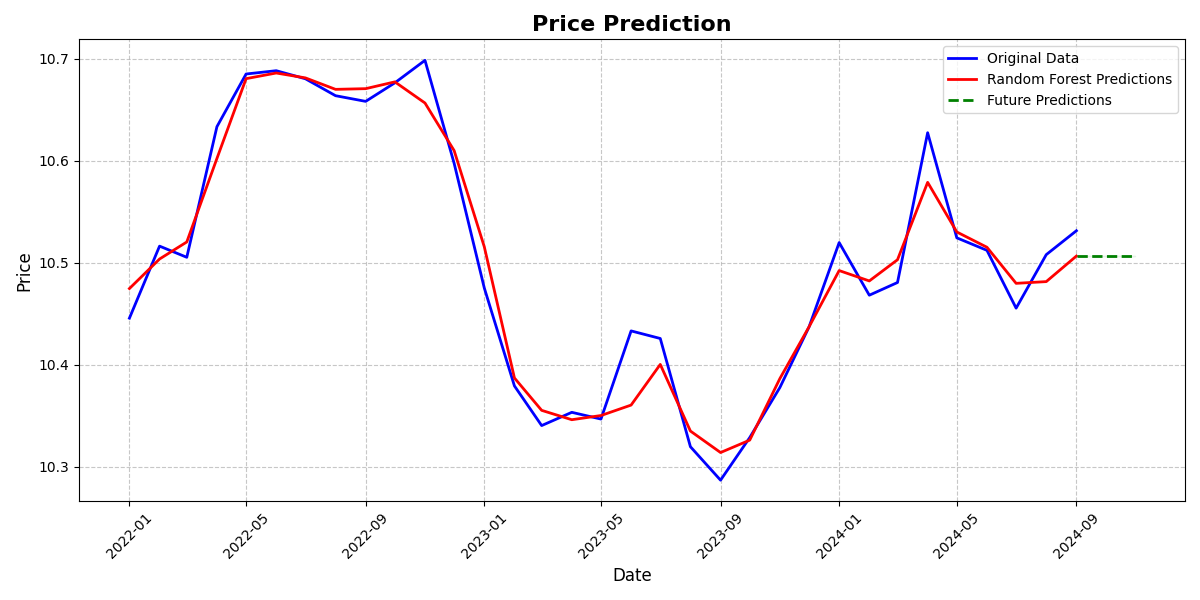 Price Prediction
Original Data
Random Forest Predictions
Future Predictions
10.7
10.6
10.5
10.4
10.3
Price
2022-01
2022-05
2022-09
2023-01
2023-05
2023-09
2024-01
2024-05
2024-09
Date